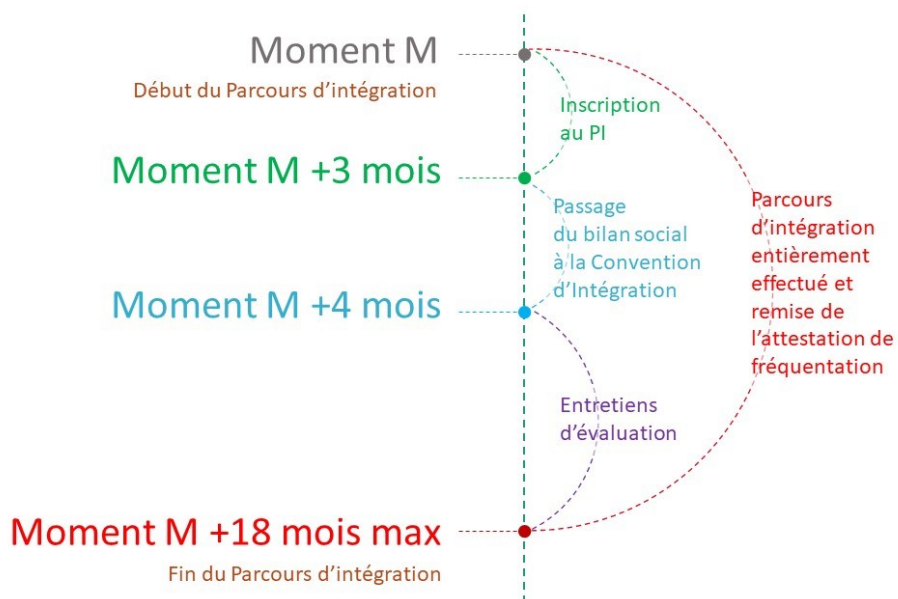 Moment M
Début du Parcours d’intégration
Inscription
au PI
Moment M +3 mois
Passage
du bilan social
à la Convention
d’Intégration
Parcours
d’intégration
entièrement
effectué et
remise de
l’attestation de
fréquentation
Moment M +4 mois
Entretiens
d’évaluation
Moment M +18 mois max
Fin du Parcours d’intégration